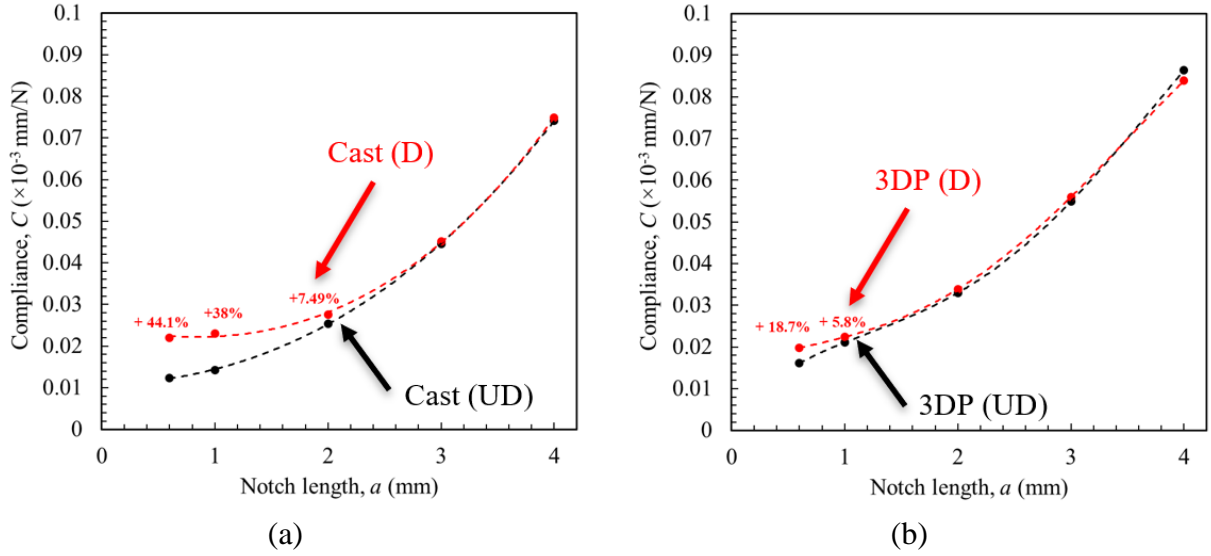 0.1
0.09
0.08
0.07
0.06
0.05
0.04
0.03
0.02
0.01
0
Compliance, C (×10⁻³ mm/N)
Cast (D)
+7.49%
+38%
+ 44.1%
Cast (UD)
0 1 2 3 4
Notch length, a (mm)
(a)
0.1
0.09
0.08
0.07
0.06
0.05
0.04
0.03
0.02
0.01
0
Compliance, C (×10⁻³ mm/N)
3DP (D)
+ 18.7% + 5.8%
3DP (UD)
0 1 2 3 4
Notch length, a (mm)
(b)